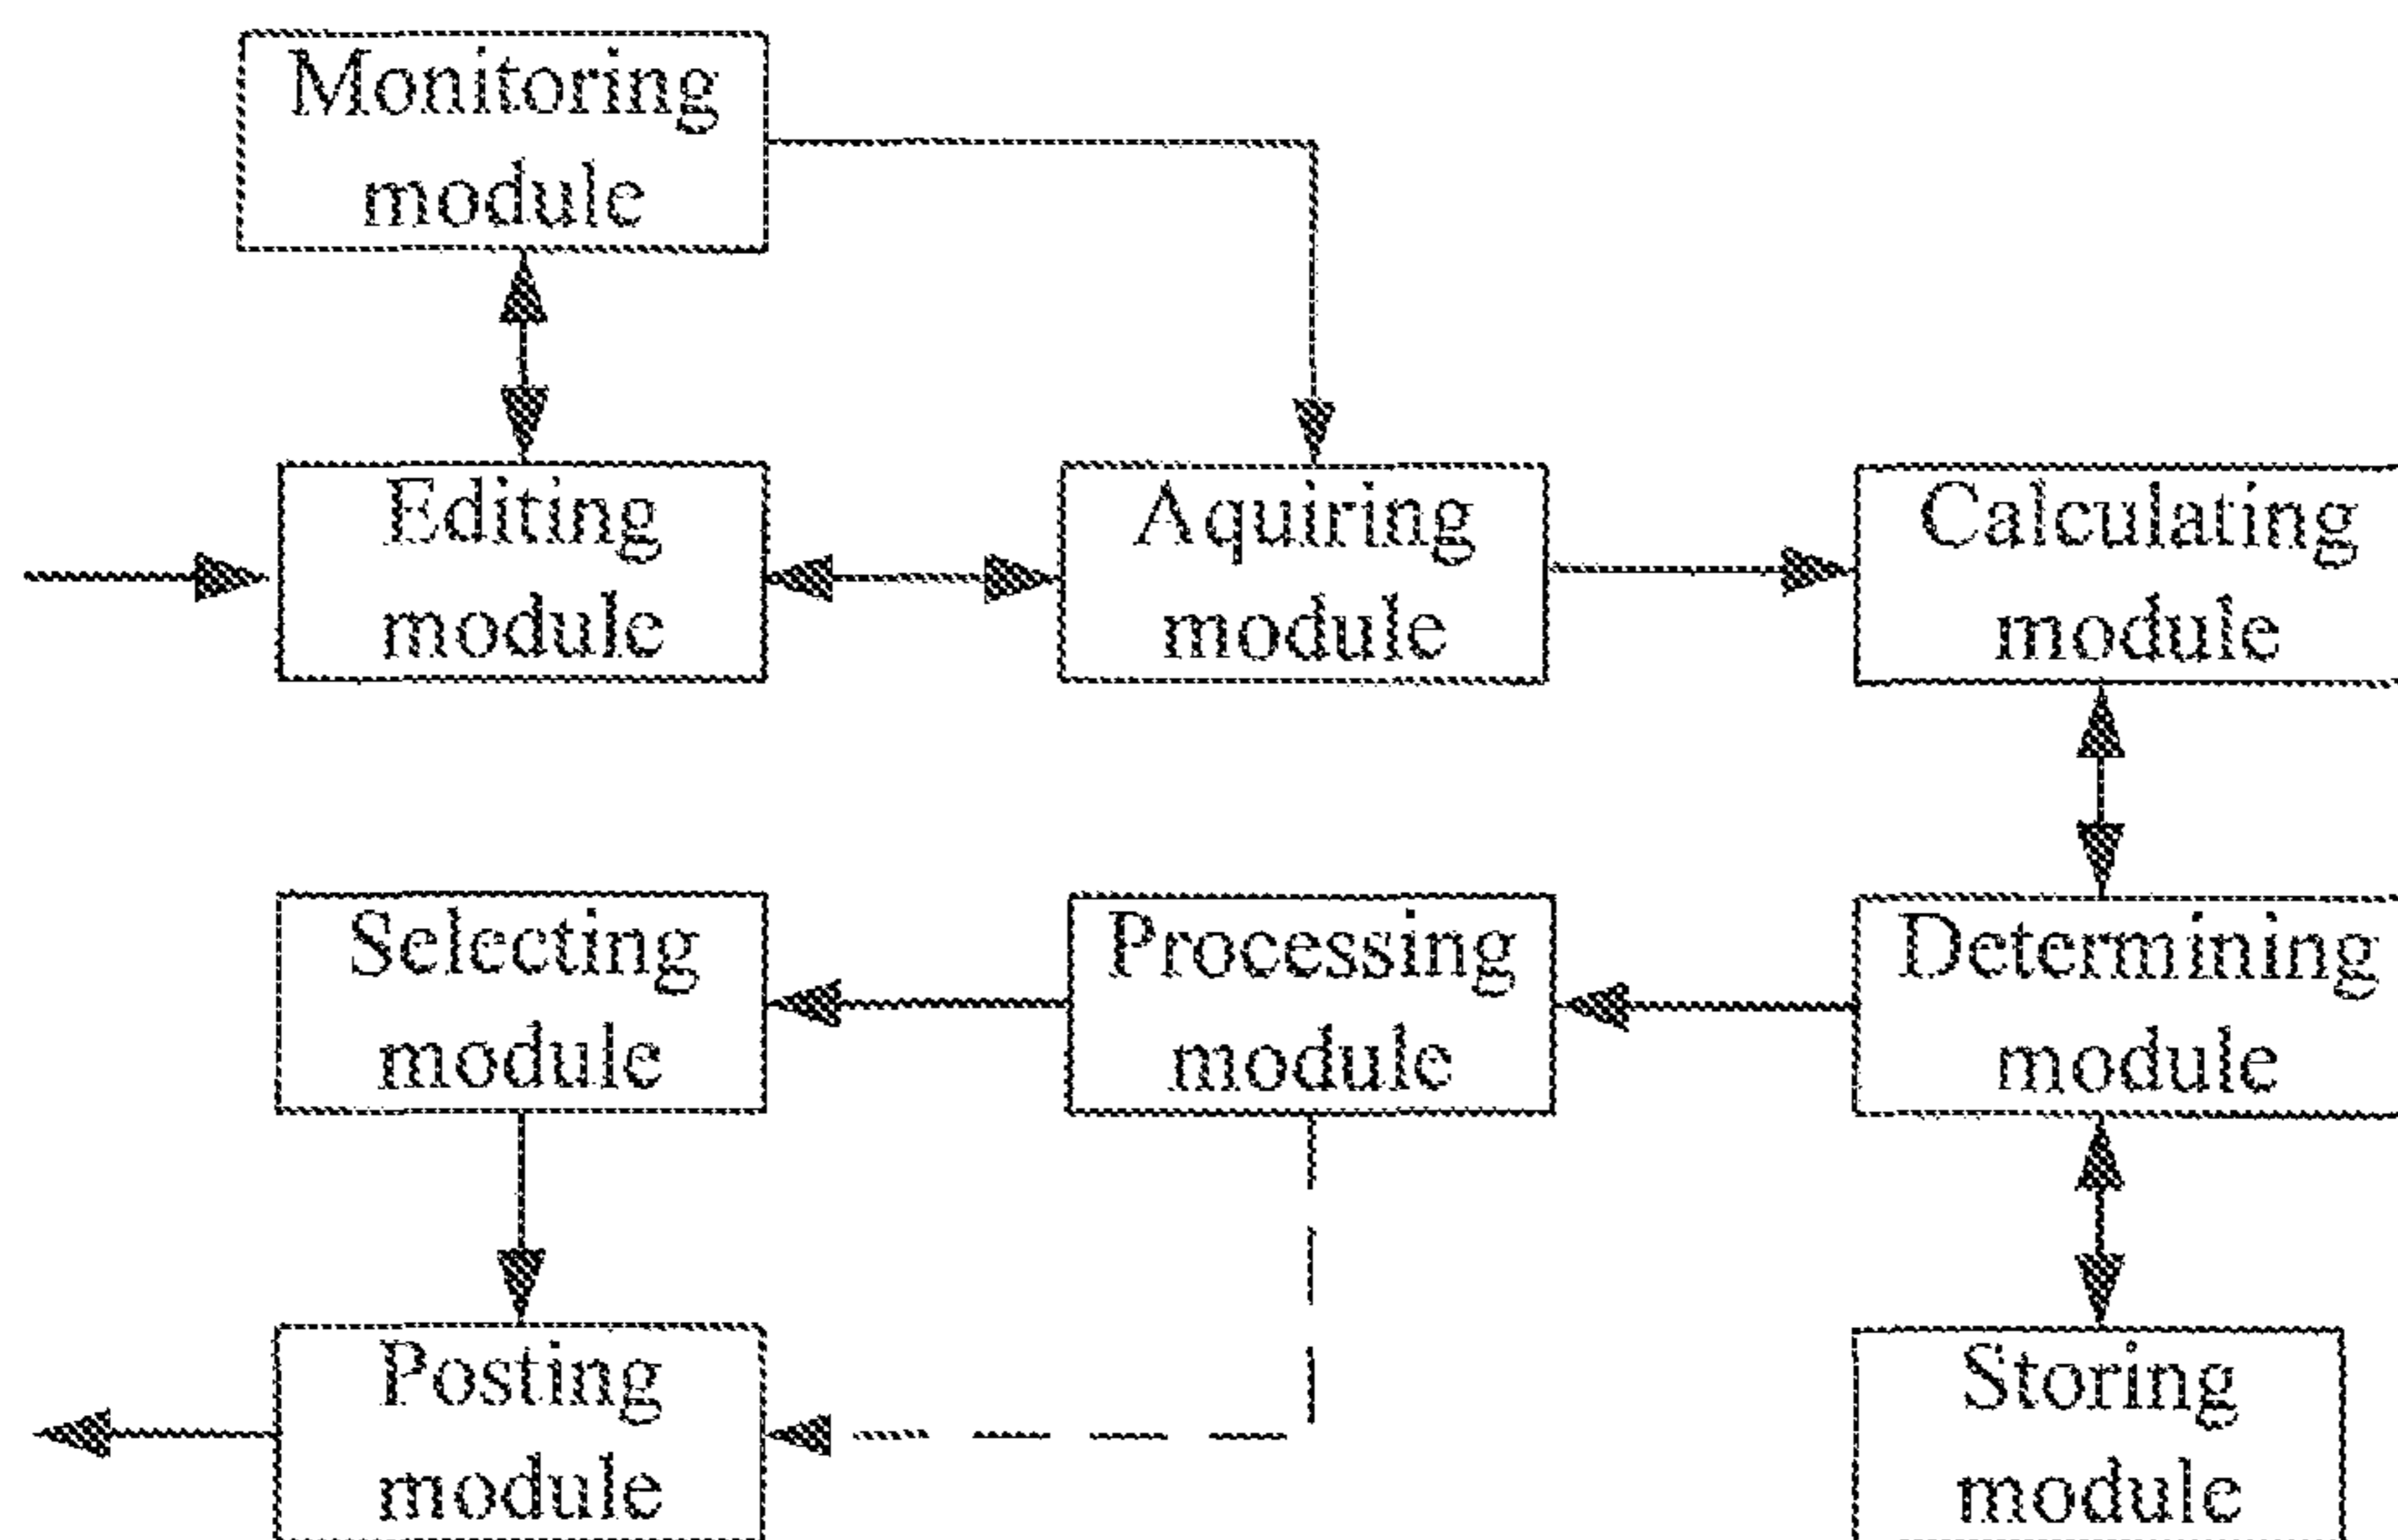 Monitoring
module
Editing
module
Aquiring
module
Calculating
module
Selecting
module
Processing
module
Determining
module
Posting
module
Storing
module